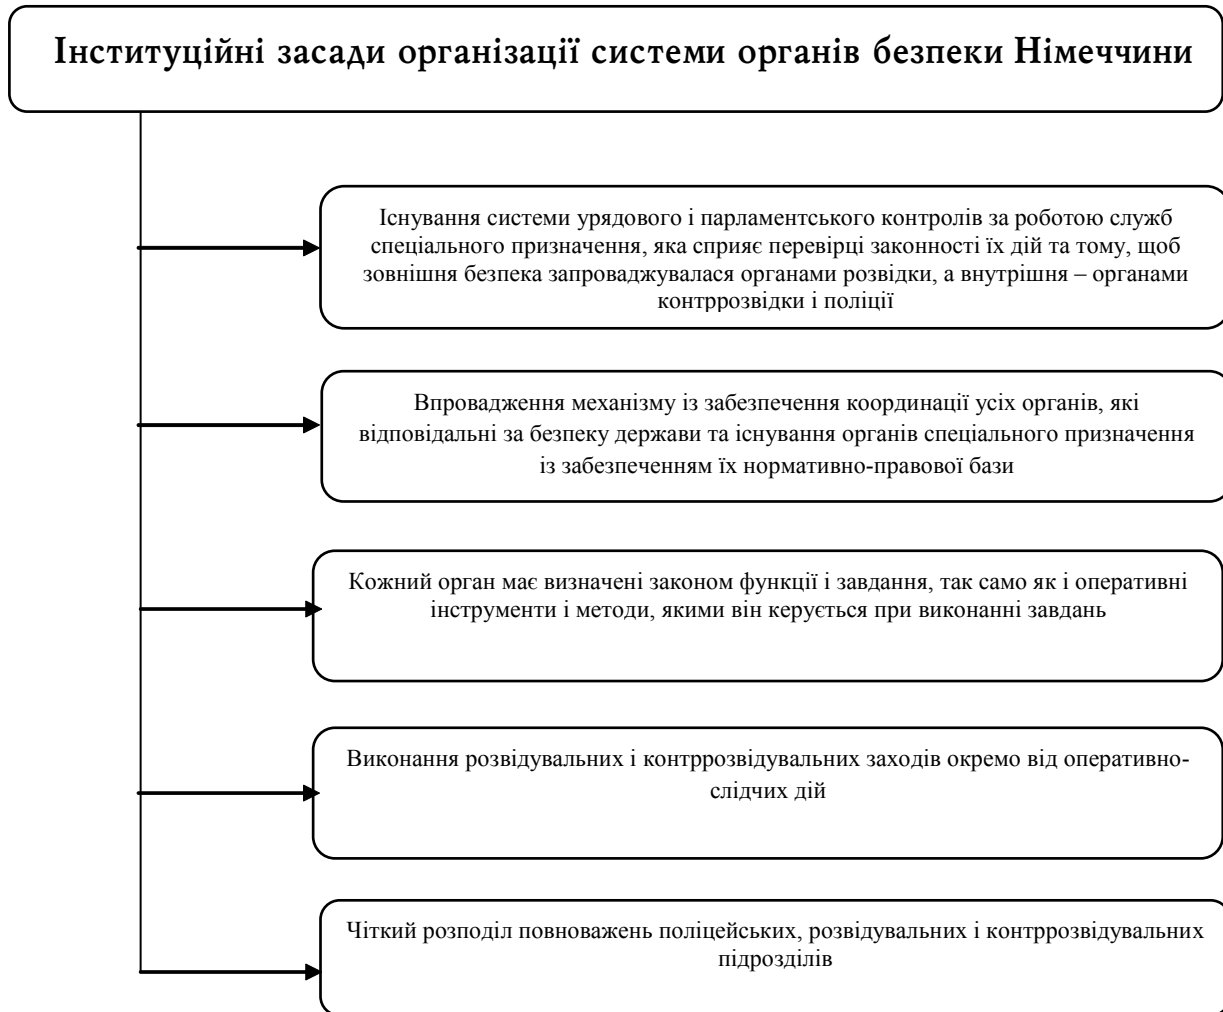 Інституційні засади організації системи органів безпеки Німеччини
Існування системи урядового і парламентського контролів за роботою служб
спеціального призначення, яка сприяє перевірці законності їх дій та тому, щоб
зовнішня безпека запроваджувалася органами розвідки, а внутрішня – органами
контррозвідки і поліції
Впровадження механізму із забезпечення координації усіх органів, які
відповідальні за безпеку держави та існування органів спеціального призначення
із забезпеченням їх нормативно-правової бази
Кожний орган має визначені законом функції і завдання, так само як і оперативні
інструменти і методи, якими він керується при виконанні завдань
Виконання розвідувальних і контррозвідувальних заходів окремо від оперативно-
слідчих дій
Чіткий розподіл повноважень поліцейських, розвідувальних і контррозвідувальних
підрозділів